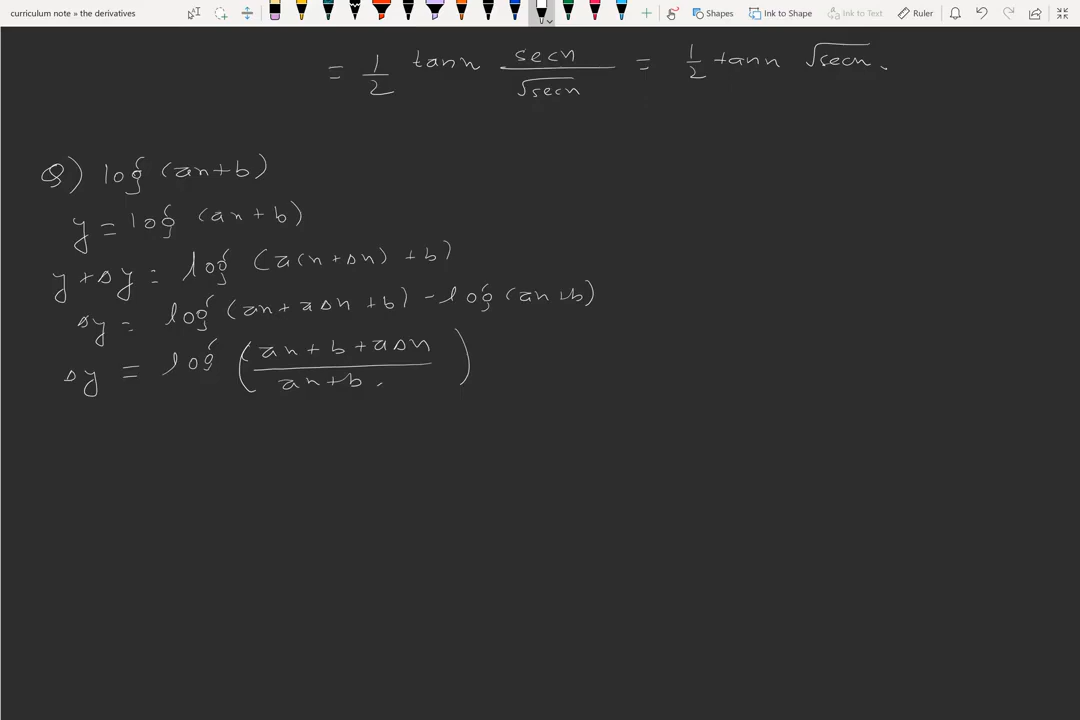 curriculum note » the derivatives
Shapes Ink to Shape Ink to Text Ruler
= 1/2 tanx secx/√secx = 1/2 tanx √secx.
Q) log (ax+b)
y = log (ax+b)
y+Δy = log (a(x+Δx) +b)
Δy = log (ax+aΔx+b) - log (ax+b)
Δy = log ((ax+b+aΔx)/(ax+b.))